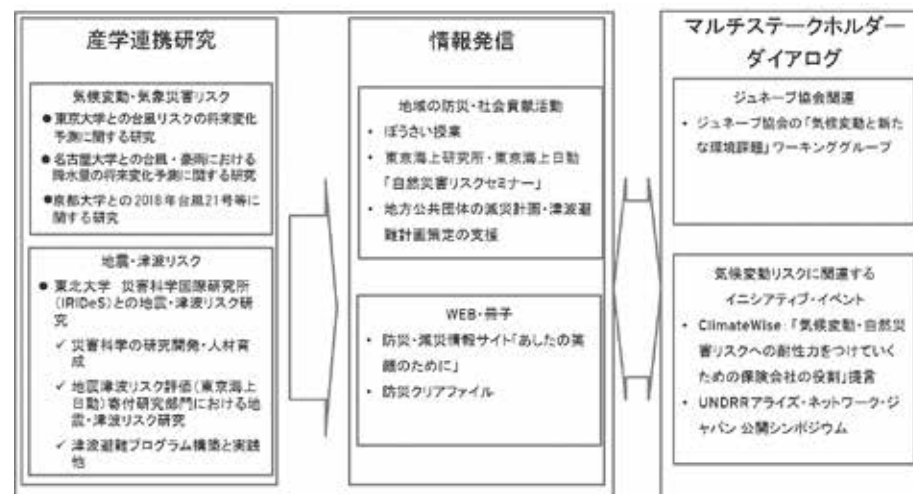 産学連携研究
気候変動・気象災害リスク
●東京大学との台風リスクの将来変化
予測に関する研究
●名古屋大学との台風・豪雨における
降水量の将来変化予測に関する研究
●京都大学との2018年台風21号等に
関する研究
地震・津波リスク
● 東北大学 災害科学国際研究所
(IRIDeS)との地震・津波リスク研
究
✓ 災害科学の研究開発・人材育
成
✓ 地震津波リスク評価(東京海上
日動)寄付研究部門における地
震・津波リスク研究
✓ 津波避難プログラム構築と実践
他
情報発信
地域の防災・社会貢献活動
• ぼうさい授業
• 東京海上研究所・東京海上日動
「自然災害リスクセミナー」
• 地方公共団体の減災計画・津波避
難計画策定の支援
WEB・冊子
• 防災・減災情報サイト「あしたの笑
顔のために」
• 防災クリアファイル
マルチステークホルダー
ダイアログ
ジュネーブ協会関連
• ジュネーブ協会の「気候変動と新た
な環境課題」ワーキンググループ
気候変動リスクに関連する
イニシアティブ・イベント
• ClimateWise:「気候変動・自然災
害リスクへの耐性力をつけていく
ための保険会社の役割」提言
• UNDRRアライズ・ネットワーク・ジ
ャパン 公開シンポジウム